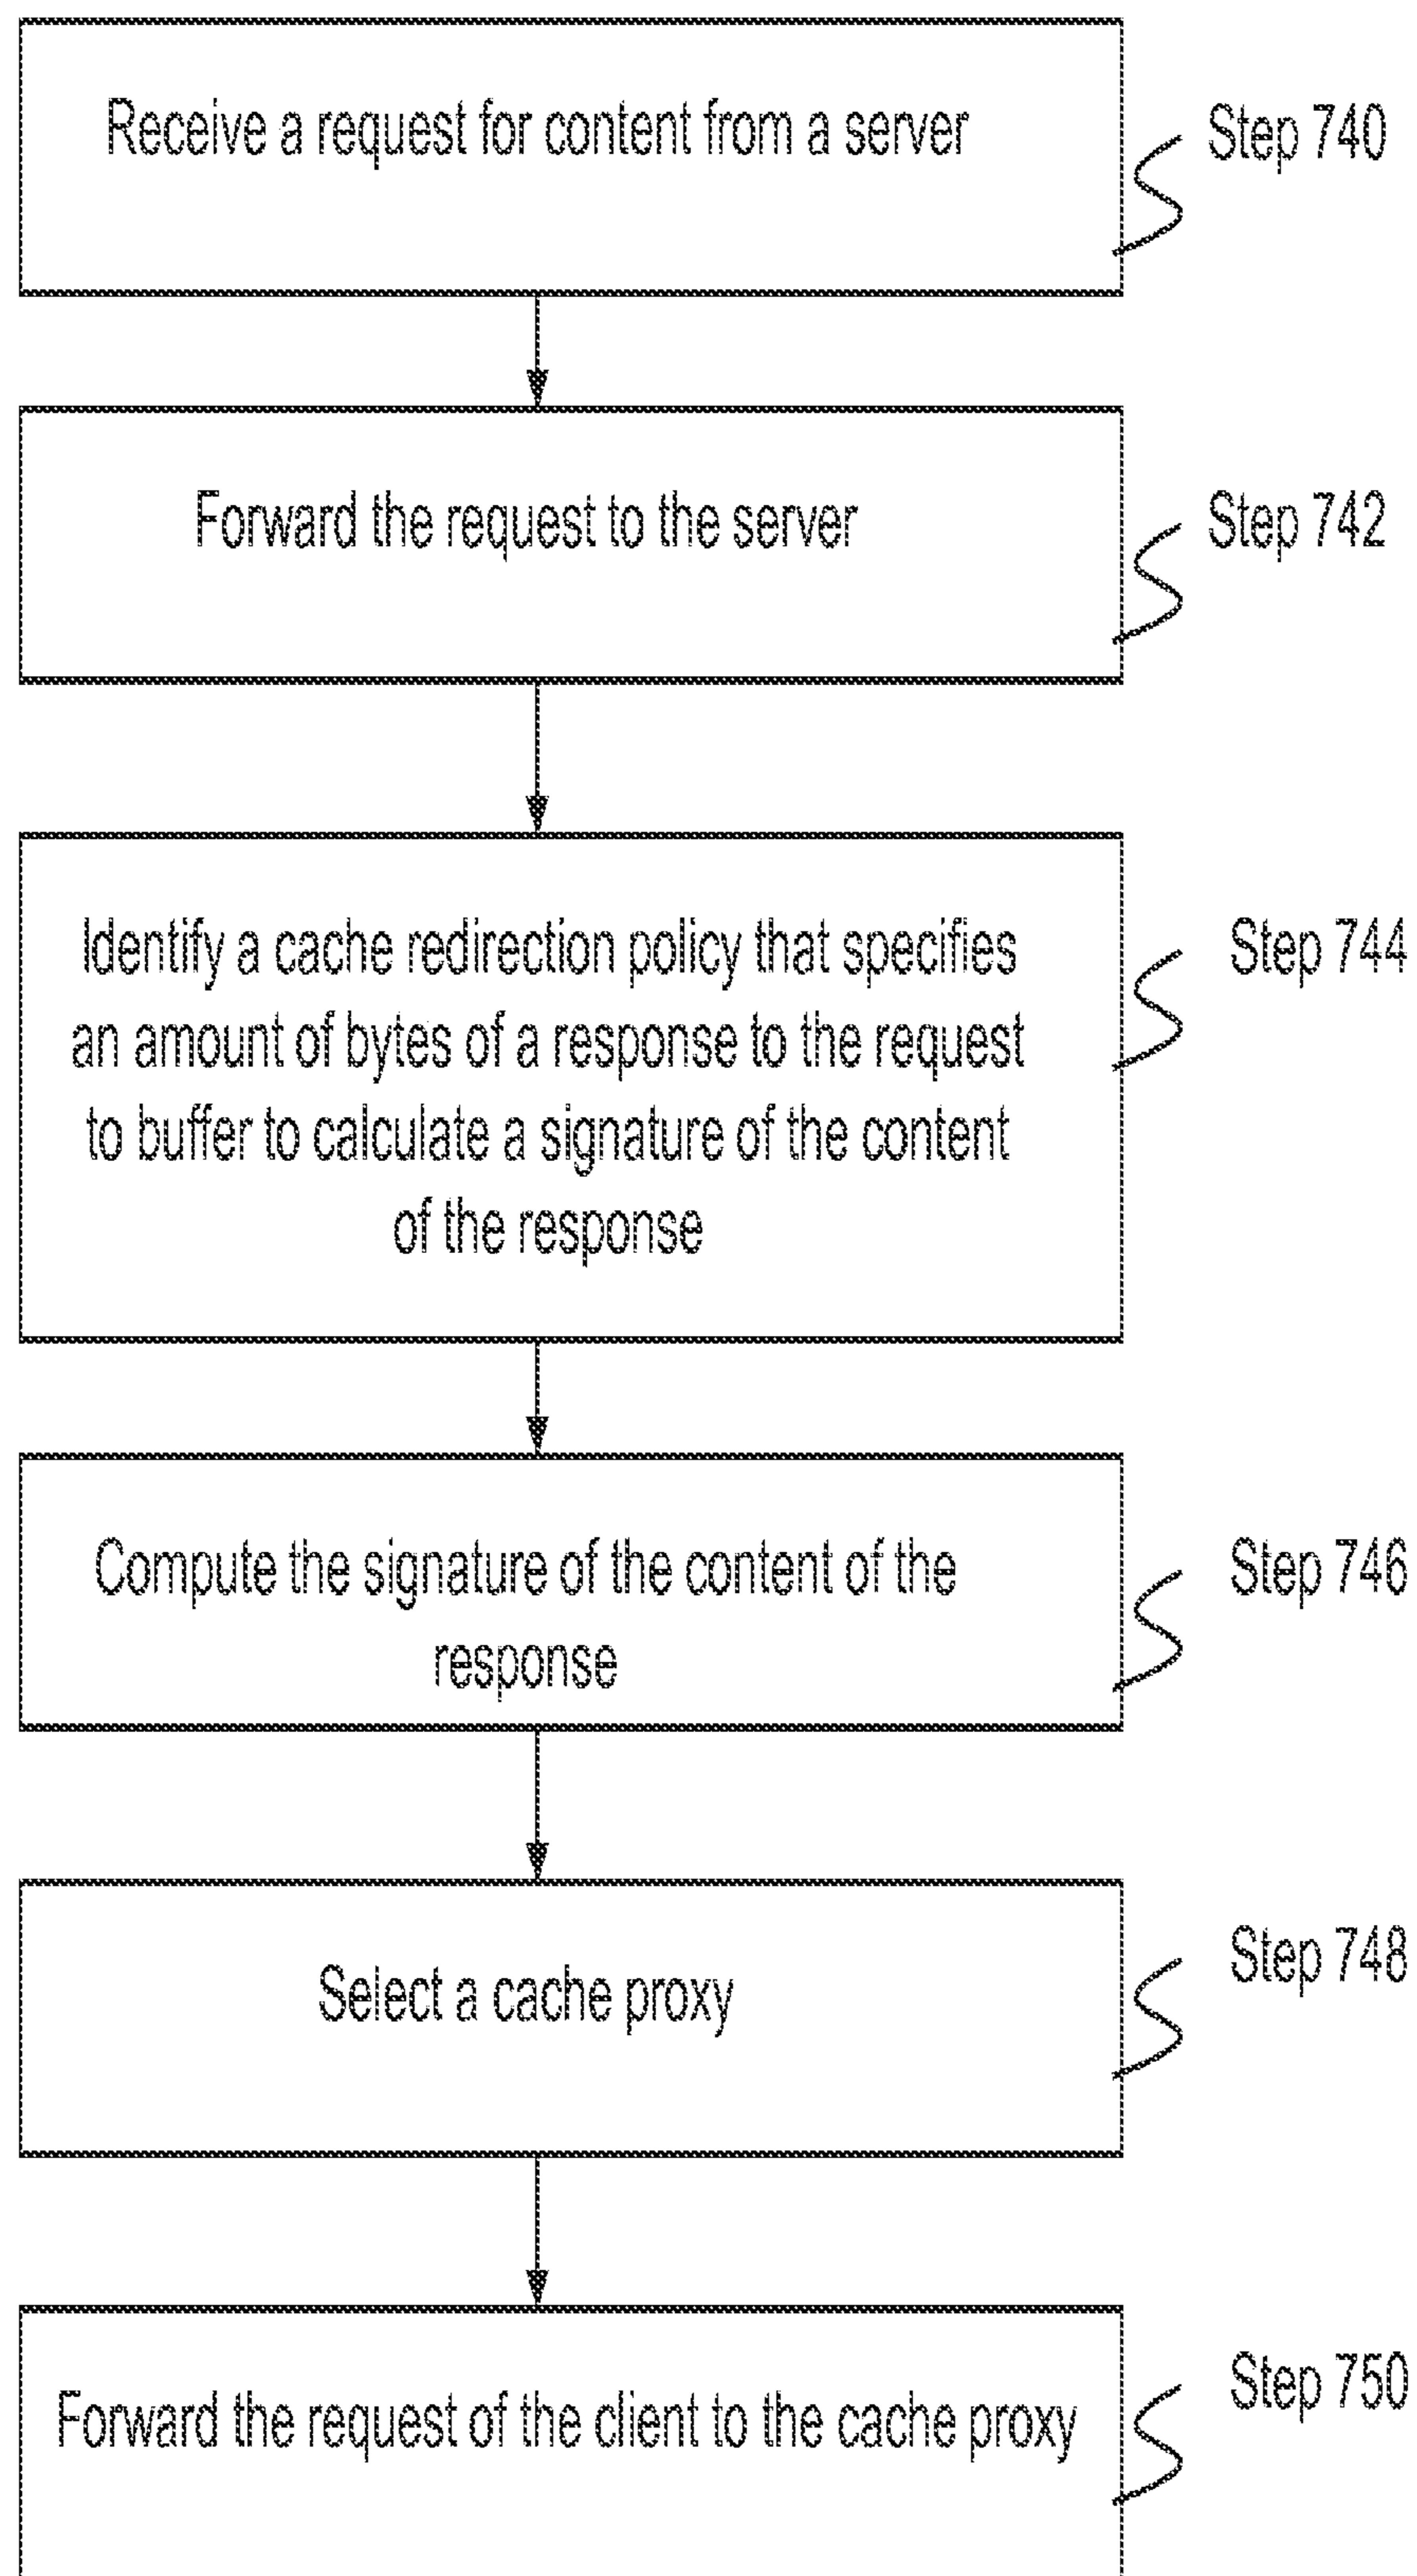 Receive a request for content from a server
Step 740
Forward the request to the server
Step 742
Identify a cache redirection policy that specifies
an amount of bytes of a response to the request
to buffer to calculate a signature of the content
of the response
Step 744
Compute the signature of the content of the
response
Step 746
Select a cache proxy
Step 748
Forward the request of the client to the cache proxy
Step 750